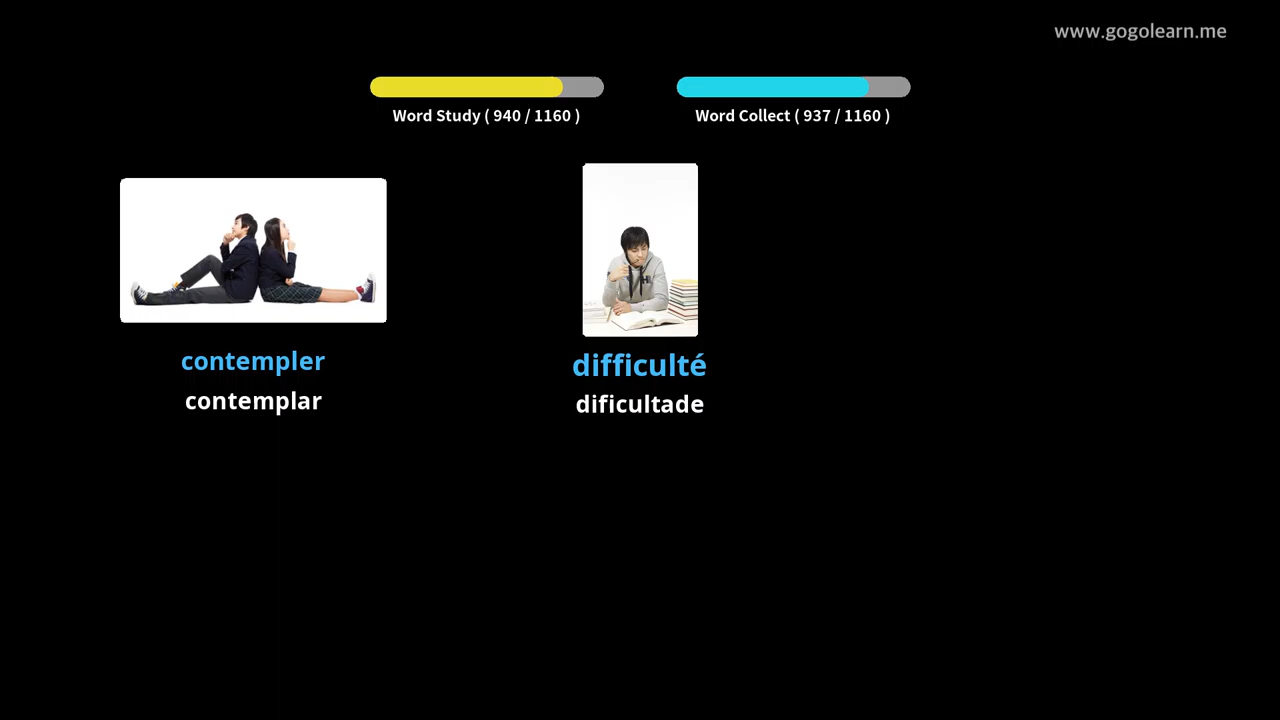 www.gogolearn.me
Word Study ( 940 / 1160 )
Word Collect ( 937 / 1160 )
contempler
contemplar
difficulté
dificultade